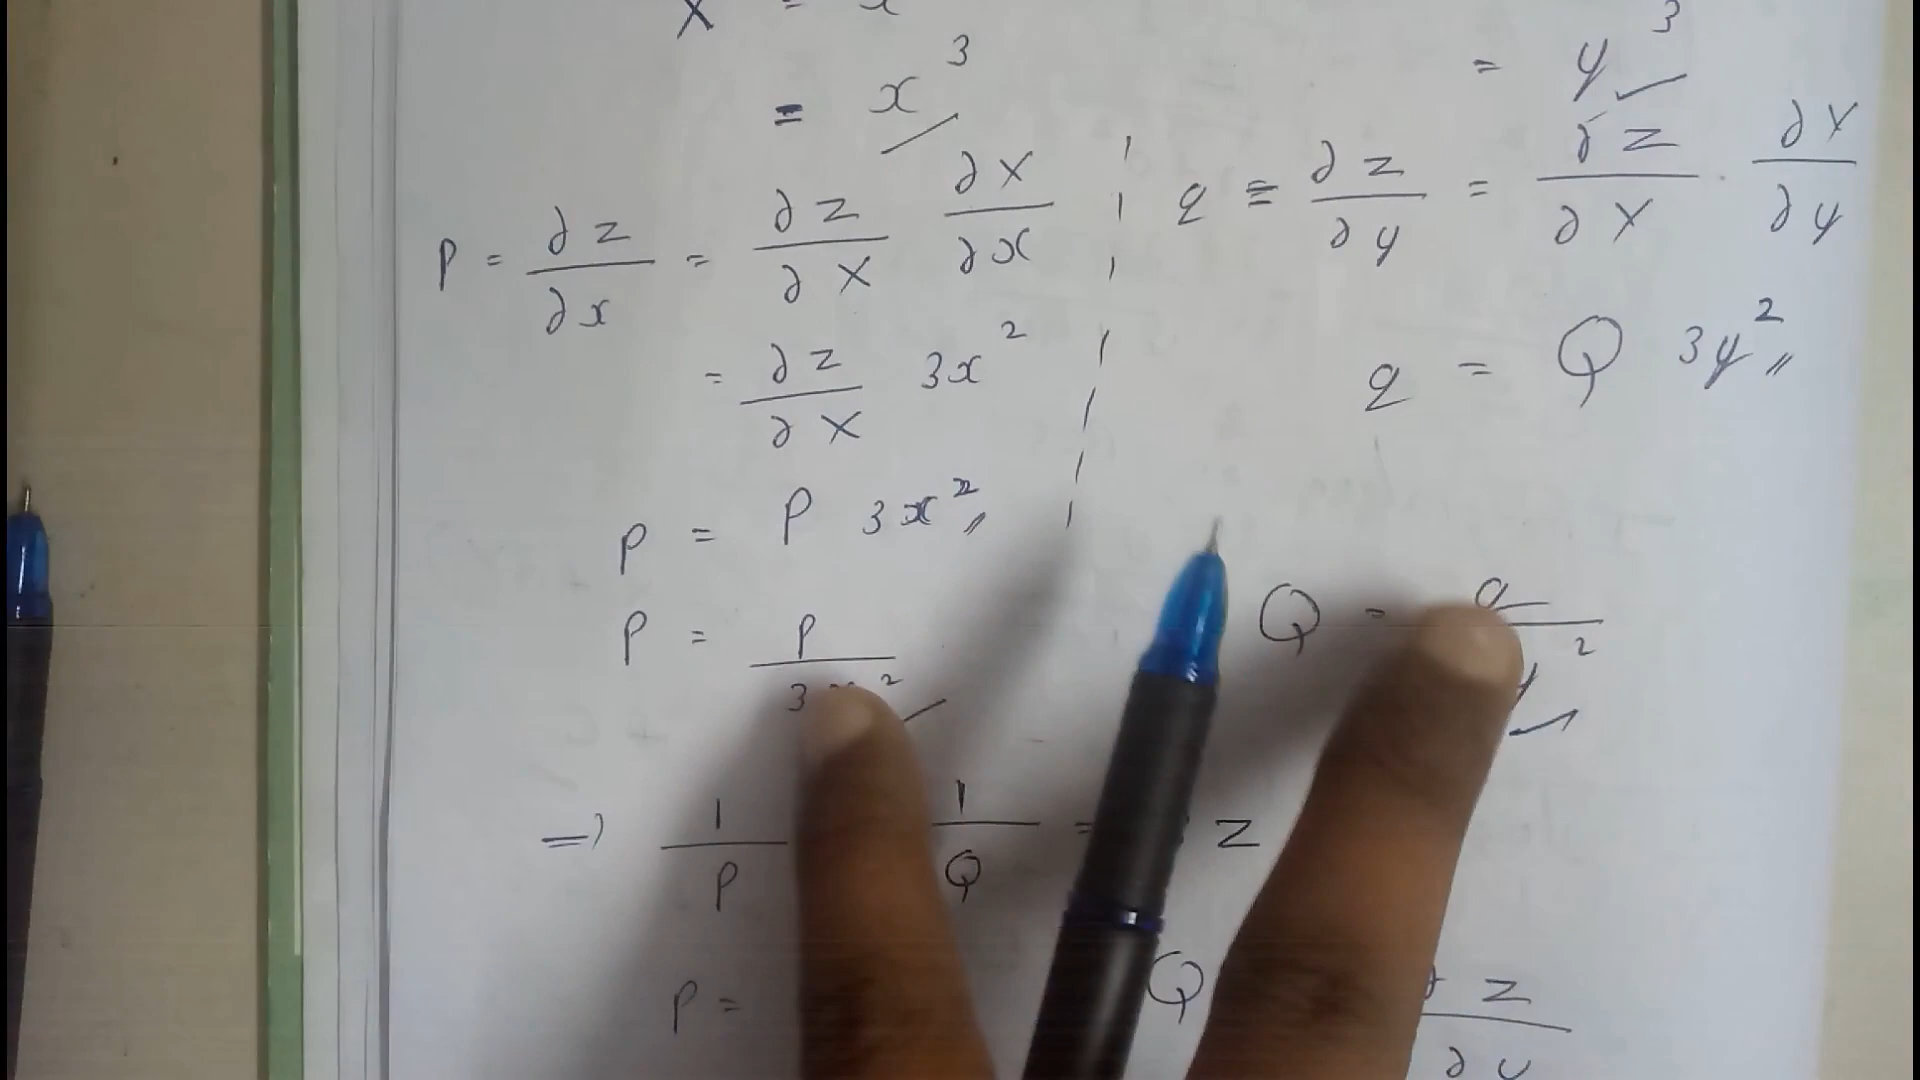 X = x
= x^3
= y^3
P = ∂z/∂x = ∂z/∂X ∂X/∂x
q = ∂z/∂y = ∂z/∂Y · ∂Y/∂y
= ∂z/∂X 3x^2
q = Q 3y^2
p = P 3x^2
P = p/3x^2
Q = q/ y^2
=> 1/P 1/Q = z
P = Q ∂z/∂y